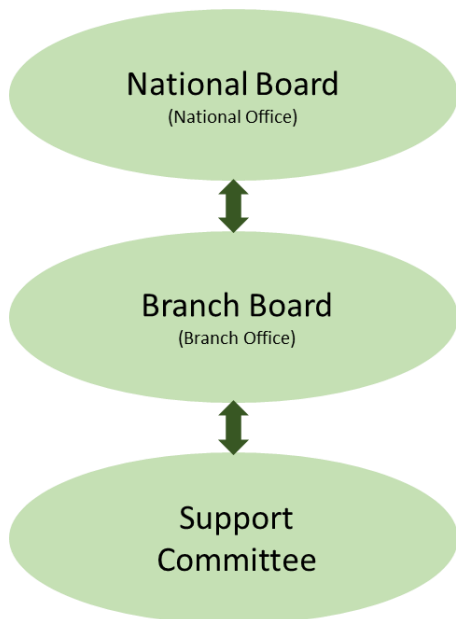 National Board
(National Office)
Branch Board
(Branch Office)
Support
Committee